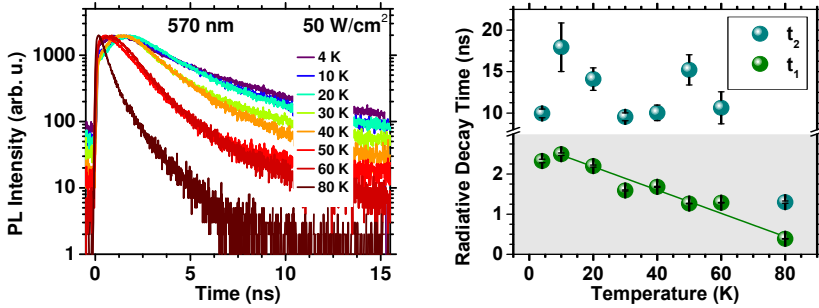 570 nm
50 W/cm²
PL Intensity (arb. u.)
1000
100
10
1
4 K
10 K
20 K
30 K
40 K
50 K
60 K
80 K
0
5
10
15
Time (ns)
Radiative Decay Time (ns)
20
15
10
2
1
0
t₂
t₁
0
20
40
60
80
Temperature (K)